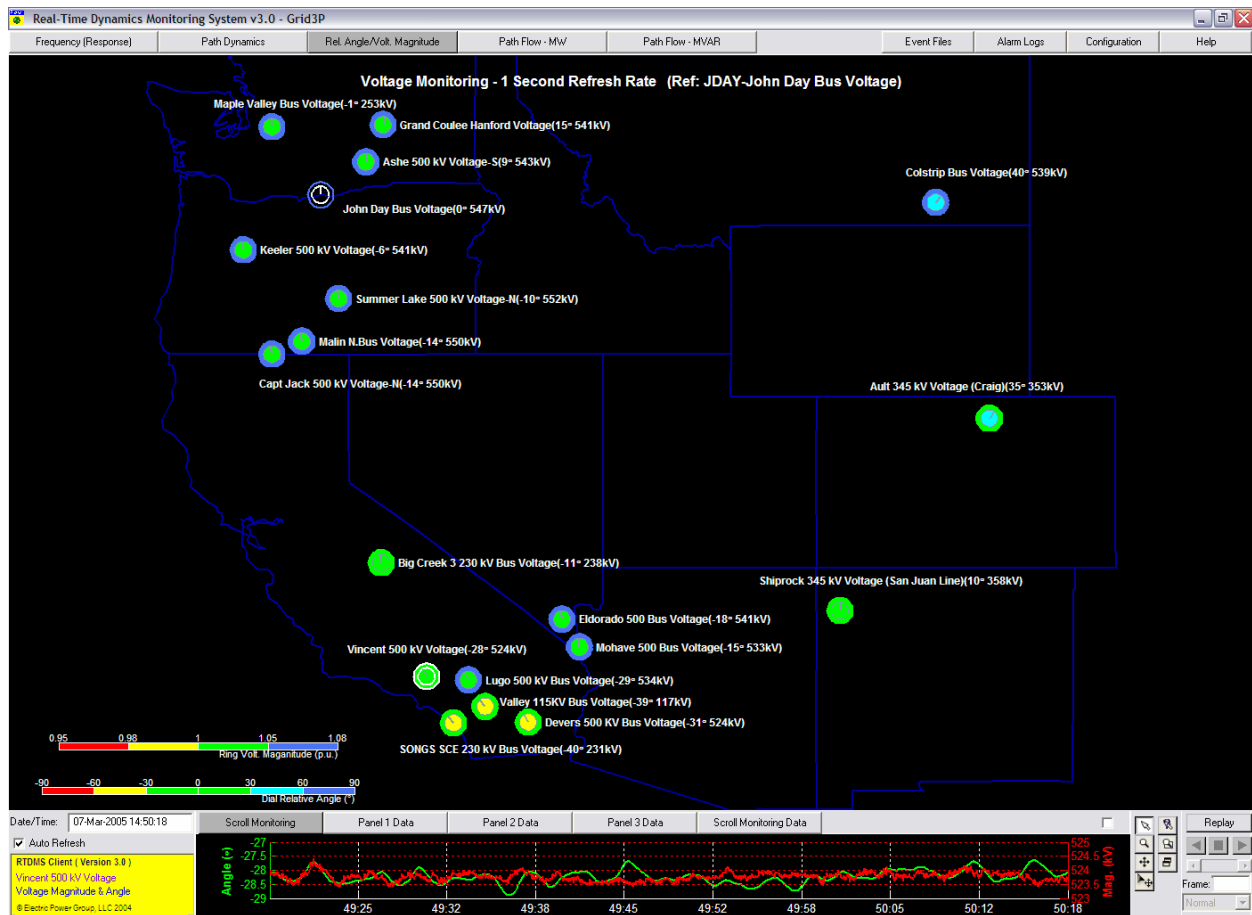 Real-Time Dynamics Monitoring System v3.0 - Grid3P
Frequency (Response) Path Dynamics Rel. Angle/Volt. Magnitude Path Flow - MW Path Flow - MVAR Event Files Alarm Logs Configuration Help
Voltage Monitoring - 1 Second Refresh Rate (Ref: JDAY-John Day Bus Voltage)
Maple Valley Bus Voltage(-1° 253kV)
Grand Coulee Hanford Voltage(15° 541kV)
Ashe 500 kV Voltage-S(9° 543kV)
Colstrip Bus Voltage(40° 539kV)
John Day Bus Voltage(0° 547kV)
Keeler 500 kV Voltage(-6° 541kV)
Summer Lake 500 kV Voltage-N(-10° 552kV)
Malin N.Bus Voltage(-14° 550kV)
Capt Jack 500 kV Voltage-N(-14° 550kV)
Ault 345 kV Voltage (Craig)(35° 353kV)
Big Creek 3 230 kV Bus Voltage(-11° 238kV)
Shiprock 345 kV Voltage (San Juan Line)(10° 358kV)
Eldorado 500 Bus Voltage(-18° 541kV)
Mohave 500 Bus Voltage(-15° 533kV)
Vincent 500 kV Voltage(-28° 524kV)
Lugo 500 kV Bus Voltage(-29° 534kV)
Valley 115KV Bus Voltage(-39° 117kV)
Devers 500 KV Bus Voltage(-31° 524kV)
SONGS SCE 230 kV Bus Voltage(-40° 231kV)
0.95 0.98 1 1.05 1.08
Ring Volt. Maganitude (p.u.)
-90 -60 -30 0 30 60 90
Dial Relative Angle (°)
Date/Time: 07-Mar-2005 14:50:18
Scroll Monitoring Panel 1 Data Panel 2 Data Panel 3 Data Scroll Monitoring Data
Replay
Auto Refresh
RTDMS Client ( Version 3.0 )
Vincent 500 kV Voltage
Voltage Magnitude & Angle
© Electric Power Group, LLC 2004
Angle (°)
-27
-27.5
-28
-28.5
-29
525
524.5
524
523.5
523
Mag. (kV)
49:25 49:32 49:38 49:45 49:52 49:58 50:05 50:12 50:18
Frame:
Normal